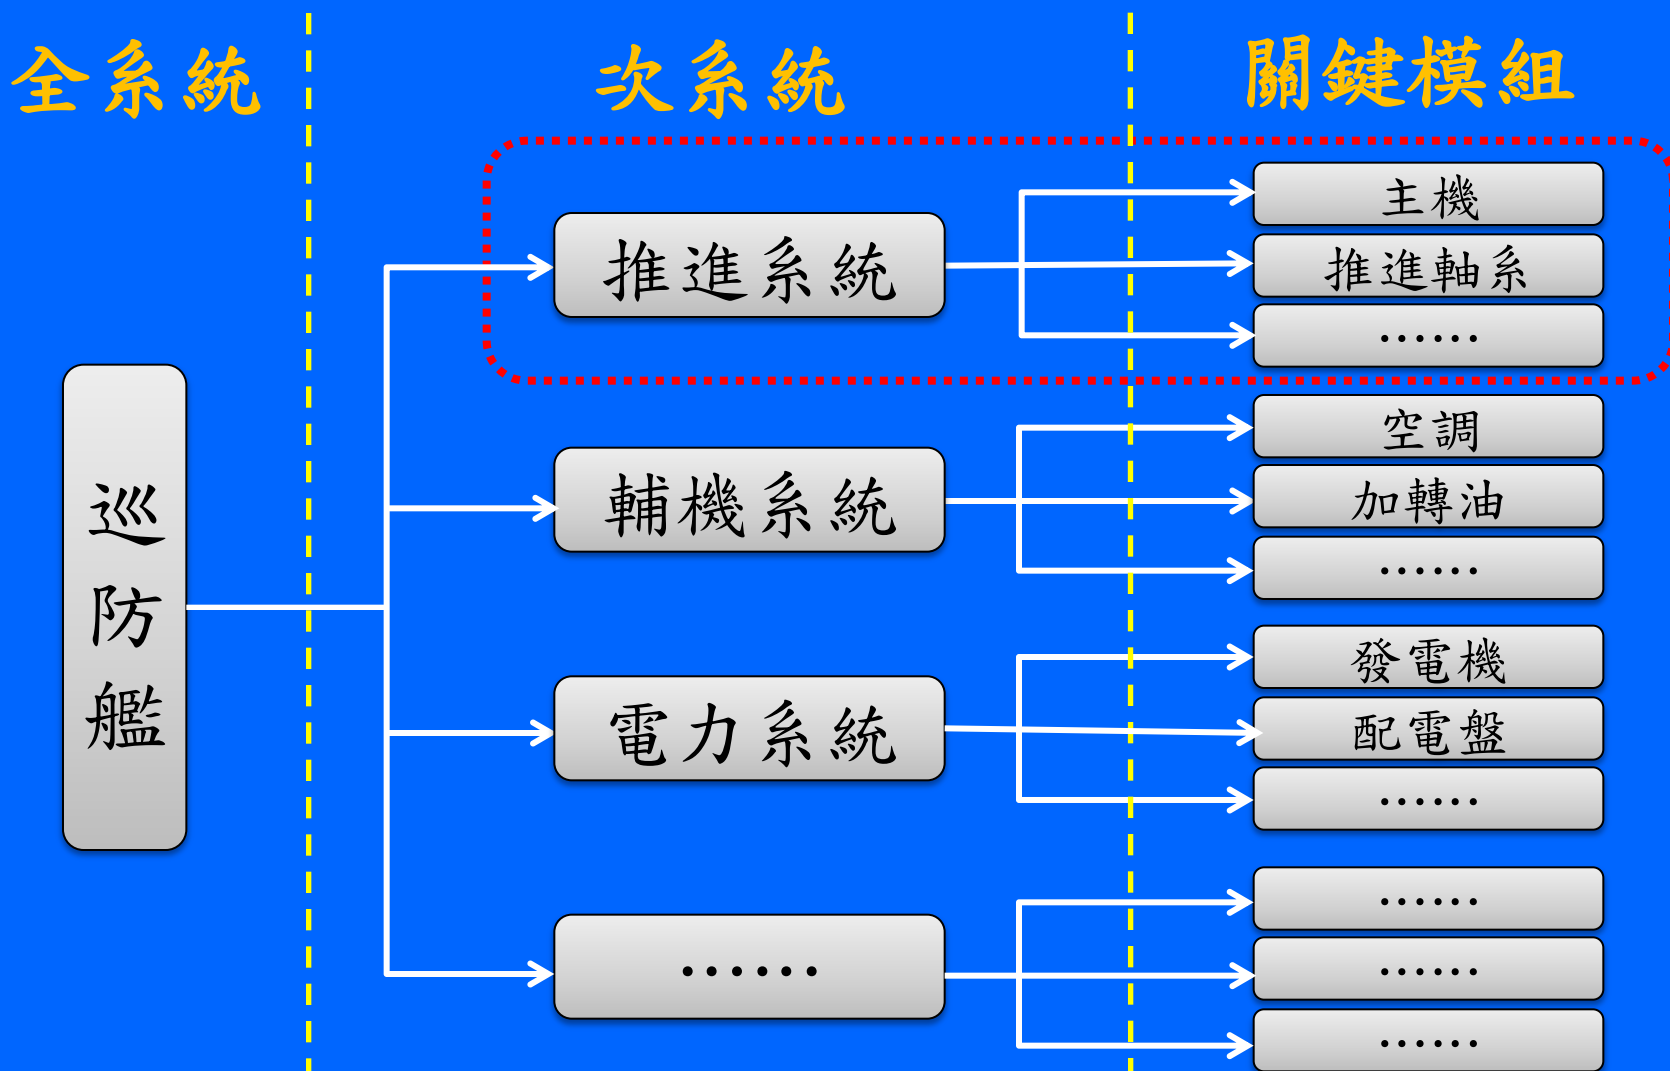 全系統
次系統
關鍵模組
巡防艦
推進系統
主機
推進軸系
......
輔機系統
空調
加轉油
......
電力系統
發電機
配電盤
......
......
......
......
......